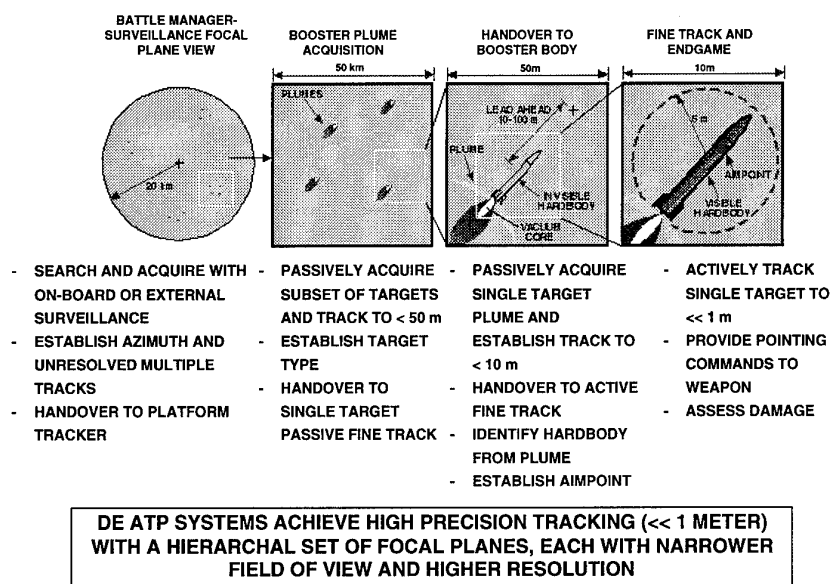 BATTLE MANAGER-
SURVEILLANCE FOCAL
PLANE VIEW
20 km
- SEARCH AND ACQUIRE WITH
ON-BOARD OR EXTERNAL
SURVEILLANCE
- ESTABLISH AZIMUTH AND
UNRESOLVED MULTIPLE
TRACKS
- HANDOVER TO PLATFORM
TRACKER
BOOSTER PLUME
ACQUISITION
50 km
PLUMES
- PASSIVELY ACQUIRE
SUBSET OF TARGETS
AND TRACK TO < 50 m
- ESTABLISH TARGET
TYPE
- HANDOVER TO
SINGLE TARGET
PASSIVE FINE TRACK
HANDOVER TO
BOOSTER BODY
50m
LEAD AHEAD
10-100 m
PLUME
INVISIBLE
HARDBODY
VACUUB
CORE
- PASSIVELY ACQUIRE
SINGLE TARGET
PLUME AND
ESTABLISH TRACK TO
< 10 m
- HANDOVER TO ACTIVE
FINE TRACK
- IDENTIFY HARDBODY
FROM PLUME
- ESTABLISH AIMPOINT
FINE TRACK AND
ENDGAME
10m
5 m
AIMPOINT
VISIBLE
HARDBODY
- ACTIVELY TRACK
SINGLE TARGET TO
<< 1 m
- PROVIDE POINTING
COMMANDS TO
WEAPON
- ASSESS DAMAGE
DE ATP SYSTEMS ACHIEVE HIGH PRECISION TRACKING (<< 1 METER)
WITH A HIERARCHAL SET OF FOCAL PLANES, EACH WITH NARROWER
FIELD OF VIEW AND HIGHER RESOLUTION